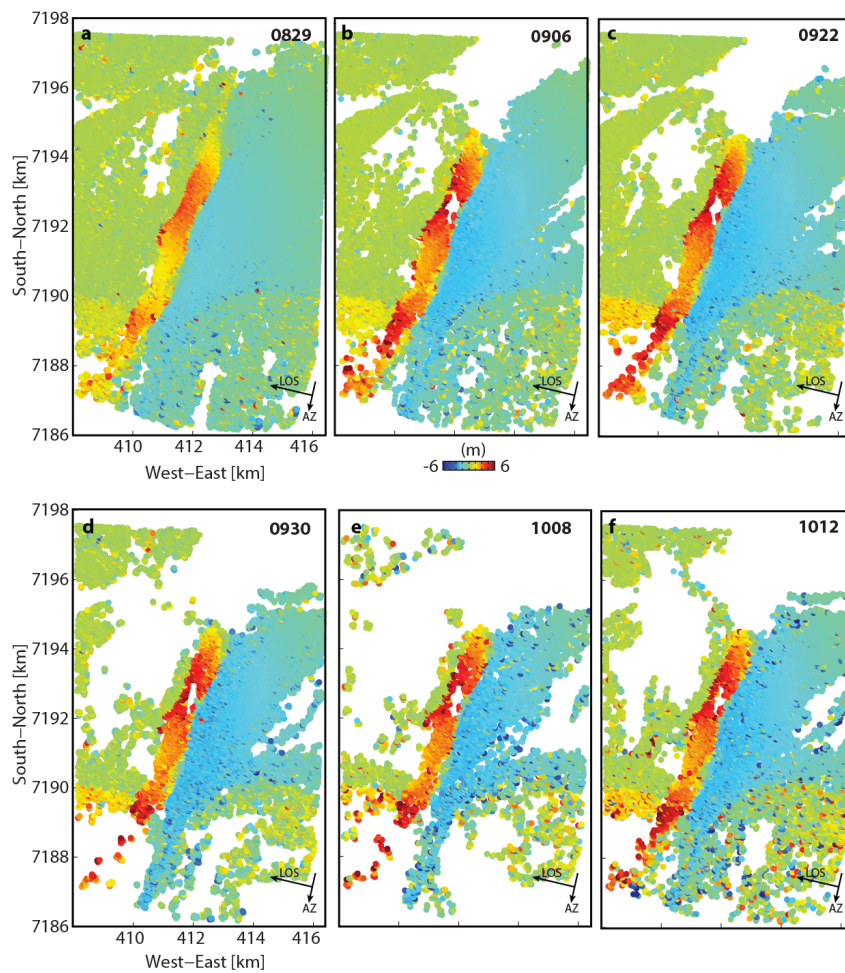 a 0829
b 0906
c 0922
7198
7196
7194
7192
7190
7188
7186
South−North [km]
LOS
AZ
LOS
AZ
LOS
AZ
410 412 414 416
West−East [km]
(m)
-6 6
d 0930
e 1008
f 1012
7198
7196
7194
7192
7190
7188
7186
South−North [km]
LOS
AZ
LOS
AZ
LOS
AZ
410 412 414 416
West−East [km]